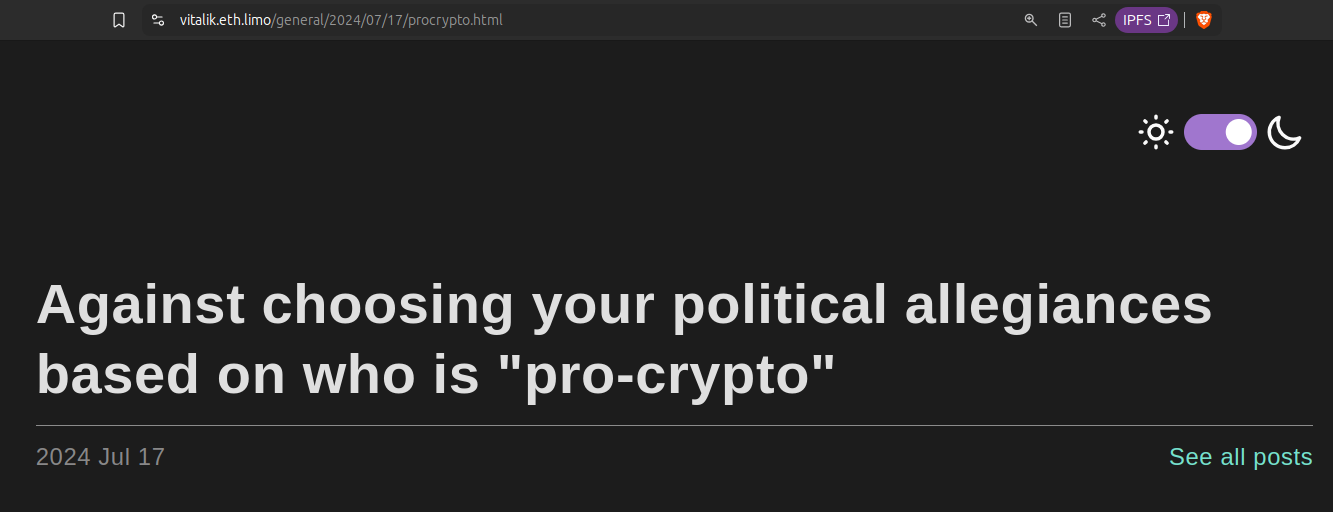 vitalik.eth.limo/general/2024/07/17/procrypto.html
IPFS
Against choosing your political allegiances
based on who is "pro-crypto"
2024 Jul 17
See all posts